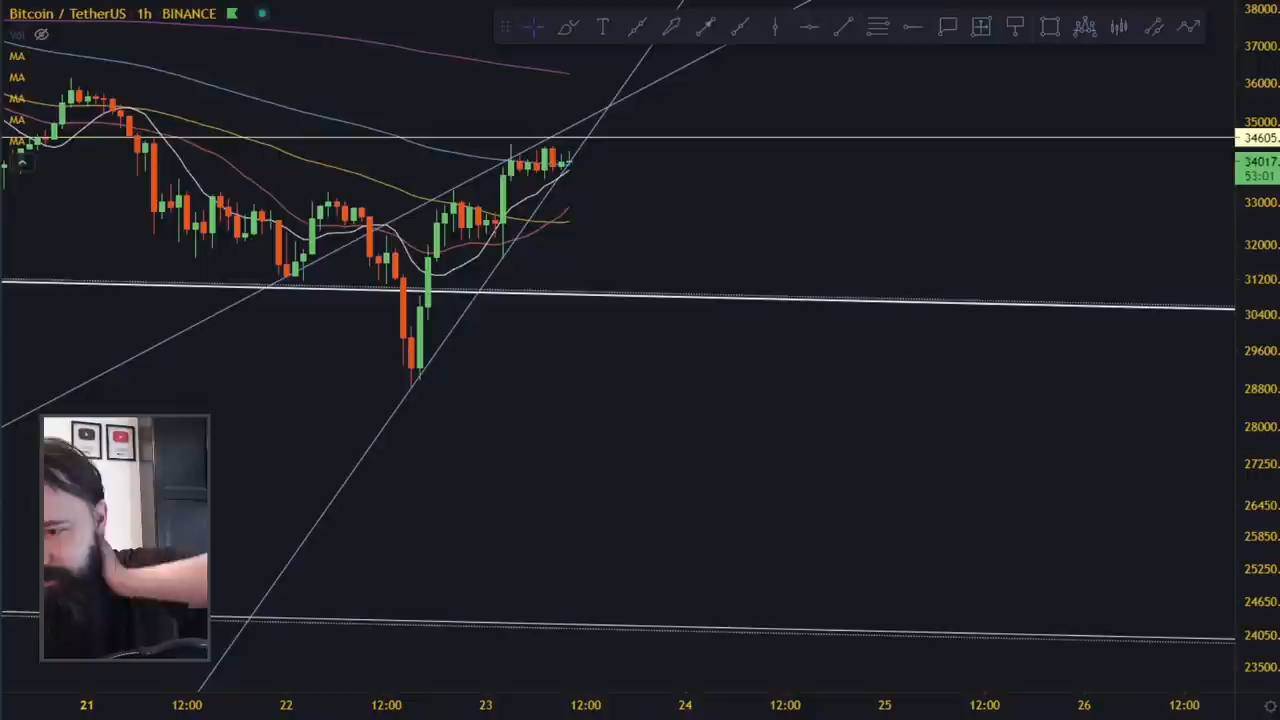 Bitcoin / TetherUS 1h BINANCE
Vol
MA
MA
MA
MA
MA
T
38000.
37000.
36000.
35000.
34605.
34017.
53:01
33000.
32000.
31200.
30400.
29600.
28800.
28000.
27250.
26450.
25850.
25250.
24650.
24050.
23500.
21 12:00 22 12:00 23 12:00 24 12:00 25 12:00 26 12:00